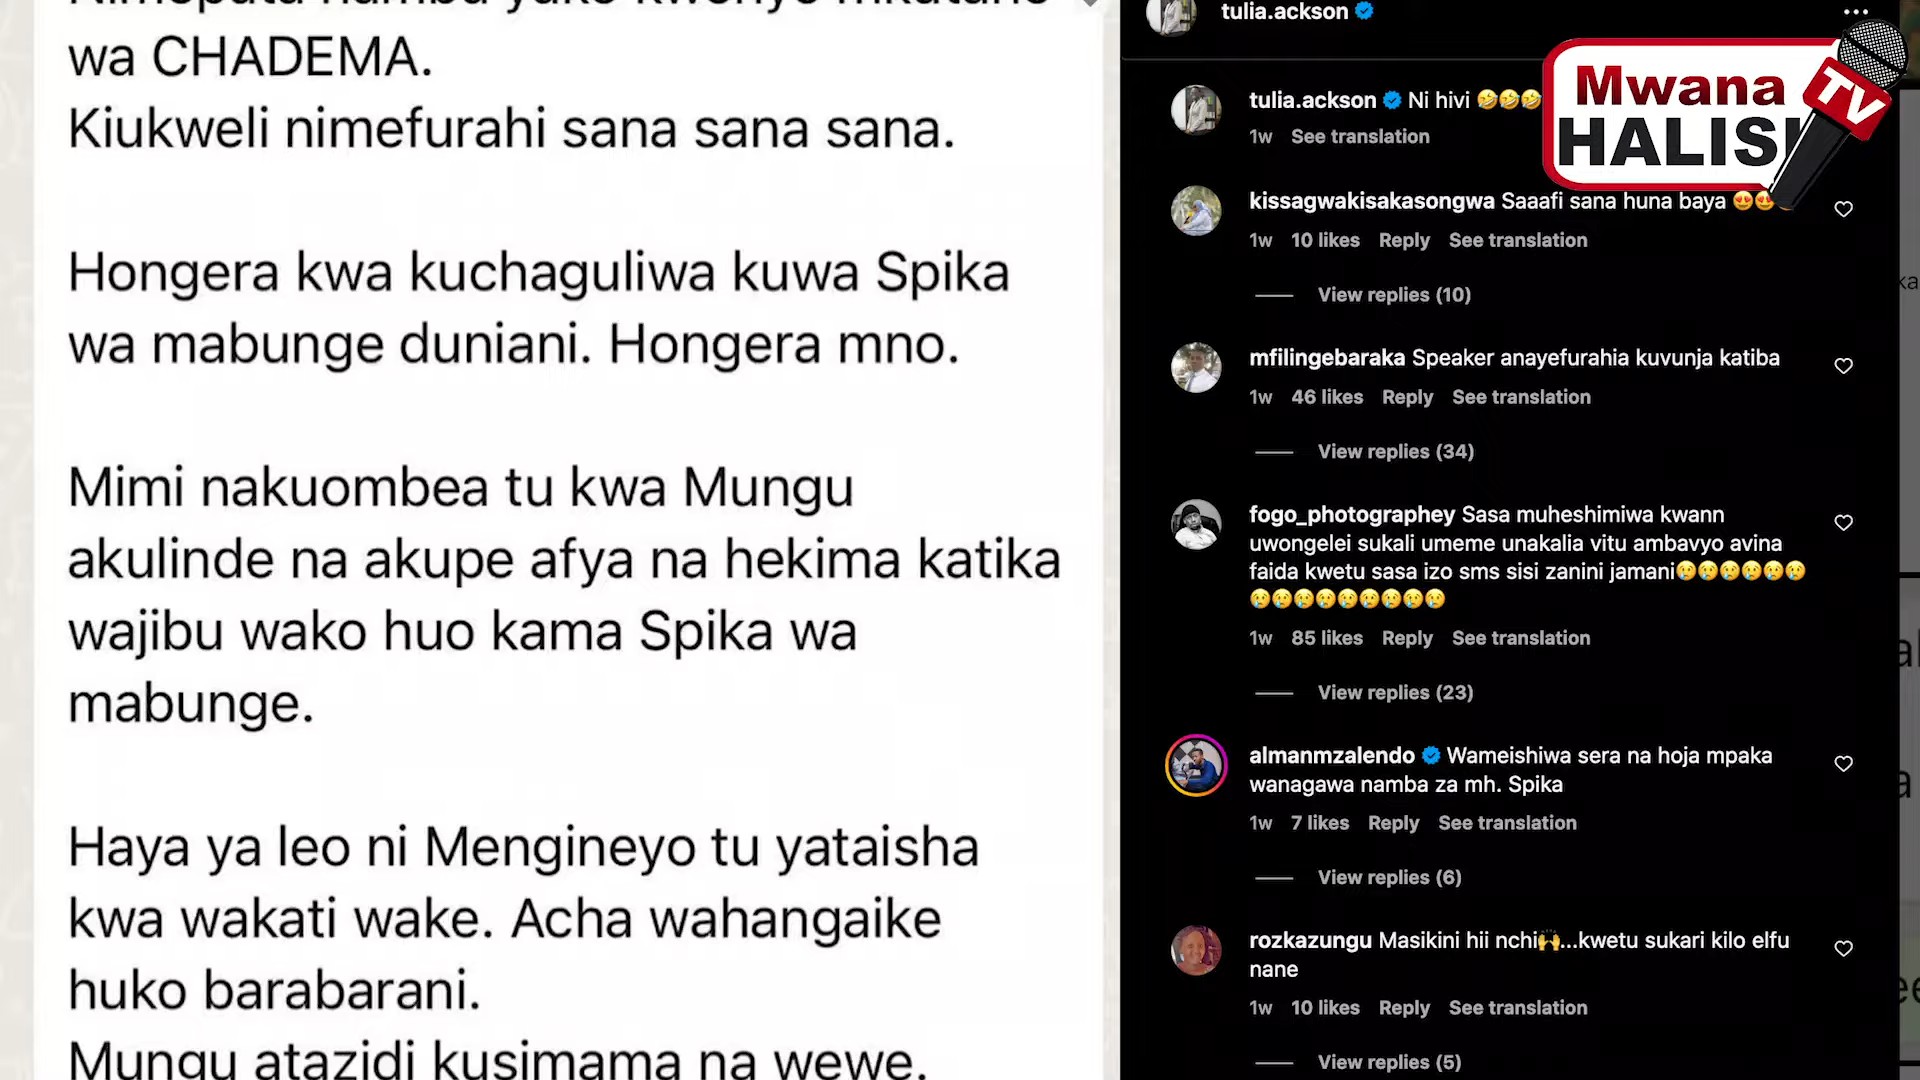 Nimepata namba yako kwenye mkutano
wa CHADEMA.
Kiukweli nimefurahi sana sana sana.
Hongera kwa kuchaguliwa kuwa Spika
wa mabunge duniani. Hongera mno.
Mimi nakuombea tu kwa Mungu
akulinde na akupe afya na hekima katika
wajibu wako huo kama Spika wa
mabunge.
Haya ya leo ni Mengineyo tu yataisha
kwa wakati wake. Acha wahangaike
huko barabarani.
Mungu atazidi kusimama na wewe.
tulia.ackson
tulia.ackson Ni hivi 🤣🤣🤣
1w See translation
kissagwakisakasongwa Saaafi sana huna baya 😍😍
1w 10 likes Reply See translation
View replies (10)
mfilingebaraka Speaker anayefurahia kuvunja katiba
1w 46 likes Reply See translation
View replies (34)
fogo_photographey Sasa muheshimiwa kwann
uwongelei sukali umeme unakalia vitu ambavyo avina
faida kwetu sasa izo sms sisi zanini jamani😢😢😢😢😢😢
😢😢😢😢😢😢😢😢😢
1w 85 likes Reply See translation
View replies (23)
almanmzalendo Wameishiwa sera na hoja mpaka
wanagawa namba za mh. Spika
1w 7 likes Reply See translation
View replies (6)
rozkazungu Masikini hii nchi🙌...kwetu sukari kilo elfu
nane
1w 10 likes Reply See translation
View replies (5)
Mwana
HALISI
TV